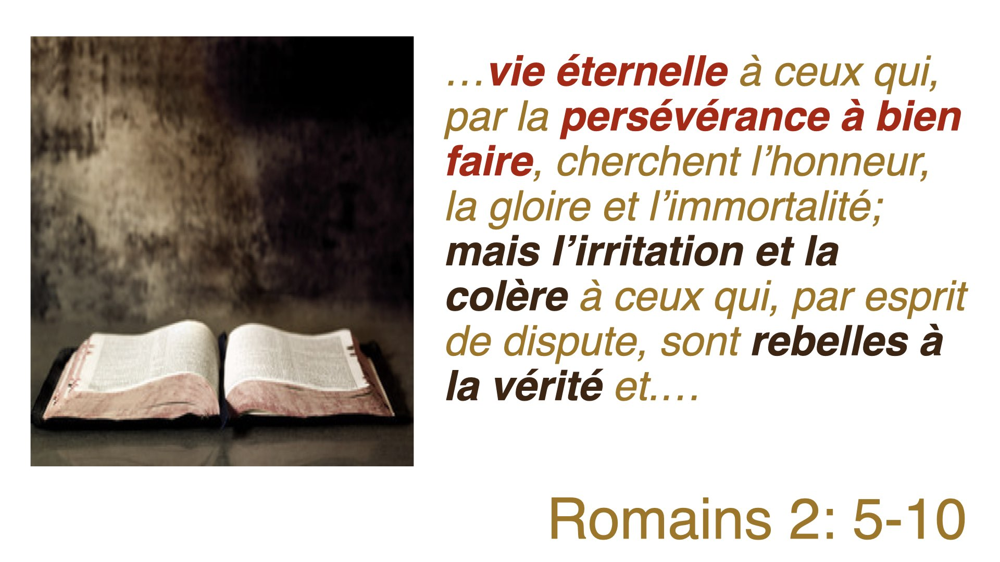 …vie éternelle à ceux qui,
par la persévérance à bien
faire, cherchent l’honneur,
la gloire et l’immortalité;
mais l’irritation et la
colère à ceux qui, par esprit
de dispute, sont rebelles à
la vérité et.…
Romains 2: 5-10